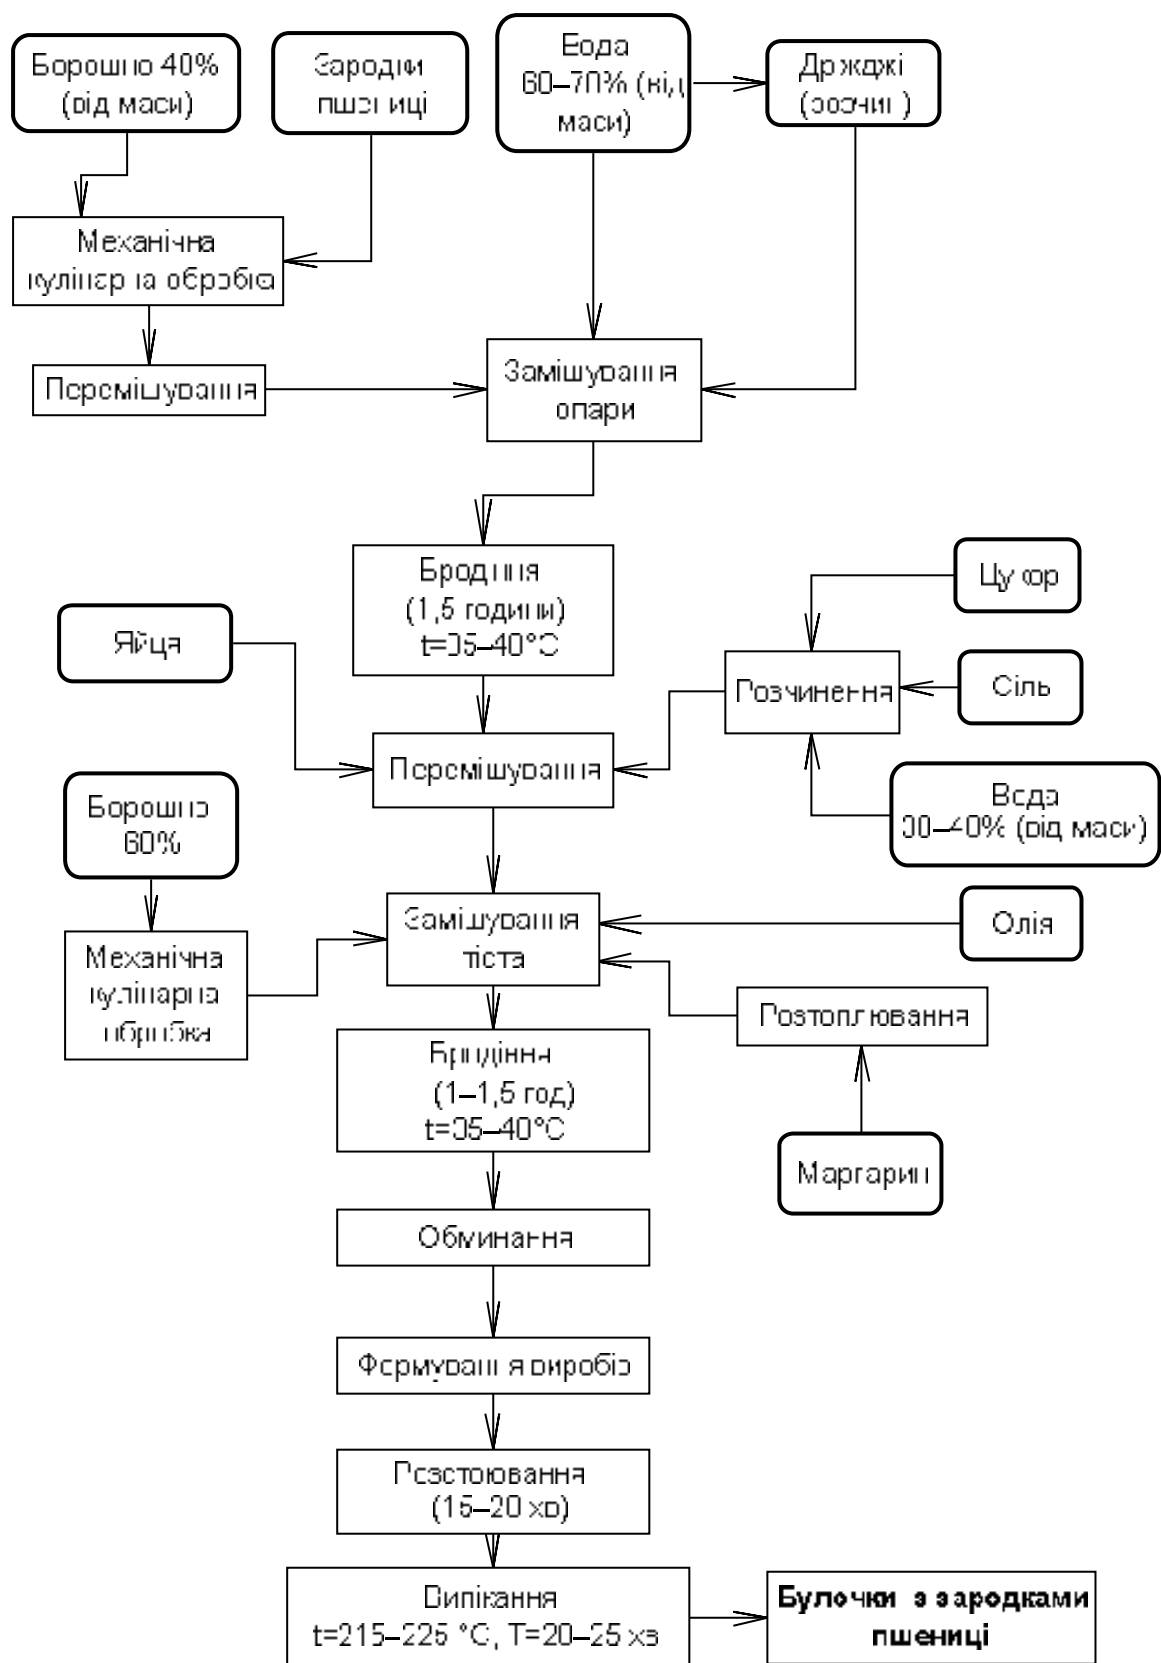 Борошно 40%
(від маси)
Зародки
пшениці
Вода
60–70% (від
маси)
Дріжджі
(розчин)
Механічна
кулінарна обробка
Перемішування
Замішування
опари
Бродіння
(1,5 години)
t=35–40°C
Цукор
Яйця
Розчинення
Сіль
Перемішування
Борошно
60%
Вода
30–40% (від маси)
Замішування
тіста
Олія
Механічна
кулінарна
обробка
Розтоплювання
Бродіння
(1–1,5 год)
t=35–40°C
Маргарин
Обминання
Формування виробів
Розстоювання
(15–20 хв)
Випікання
t=215–225 °C, T=20–25 хв
Булочки з зародками
пшениці